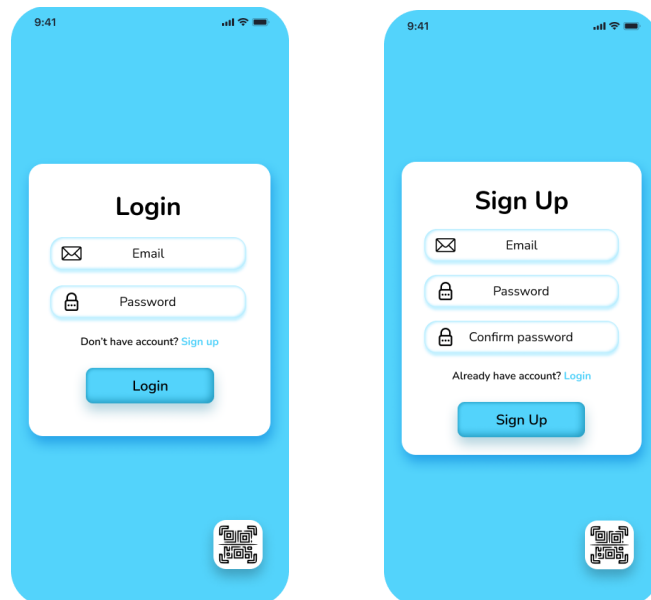 9:41
Login
Email
Password
Don't have account? Sign up
Login
9:41
Sign Up
Email
Password
Confirm password
Already have account? Login
Sign Up